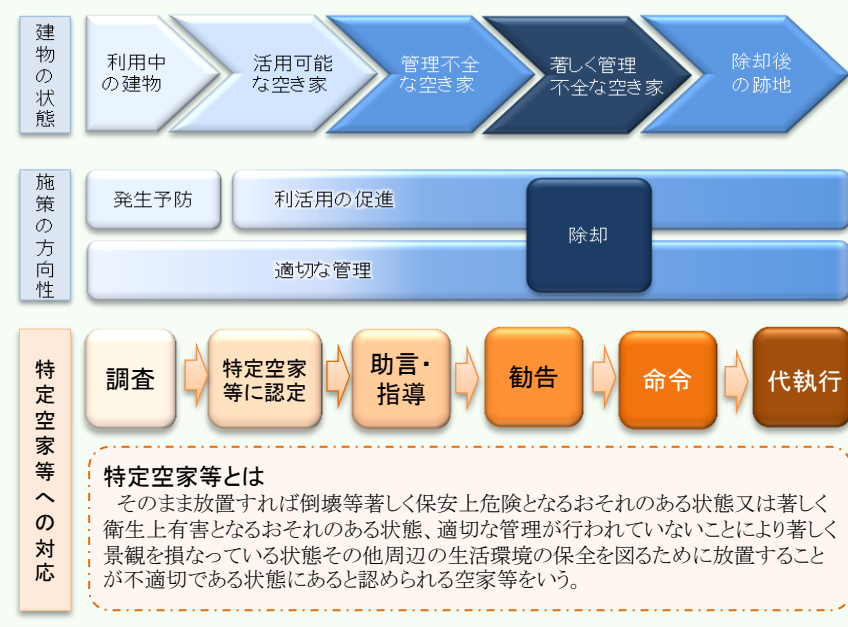 建物の状態
利用中
の建物
活用可能
な空き家
管理不全
な空き家
著しく管理
不全な空き家
除却後
の跡地
施策の方向性
発生予防
利活用の促進
除却
適切な管理
特定空家等への対応
調査
特定空家
等に認定
助言・
指導
勧告
命令
代執行
特定空家等とは
そのまま放置すれば倒壊等著しく保安上危険となるおそれのある状態又は著しく
衛生上有害となるおそれのある状態、適切な管理が行われていないことにより著しく
景観を損なっている状態その他周辺の生活環境の保全を図るために放置すること
が不適切である状態にあると認められる空家等をいう。